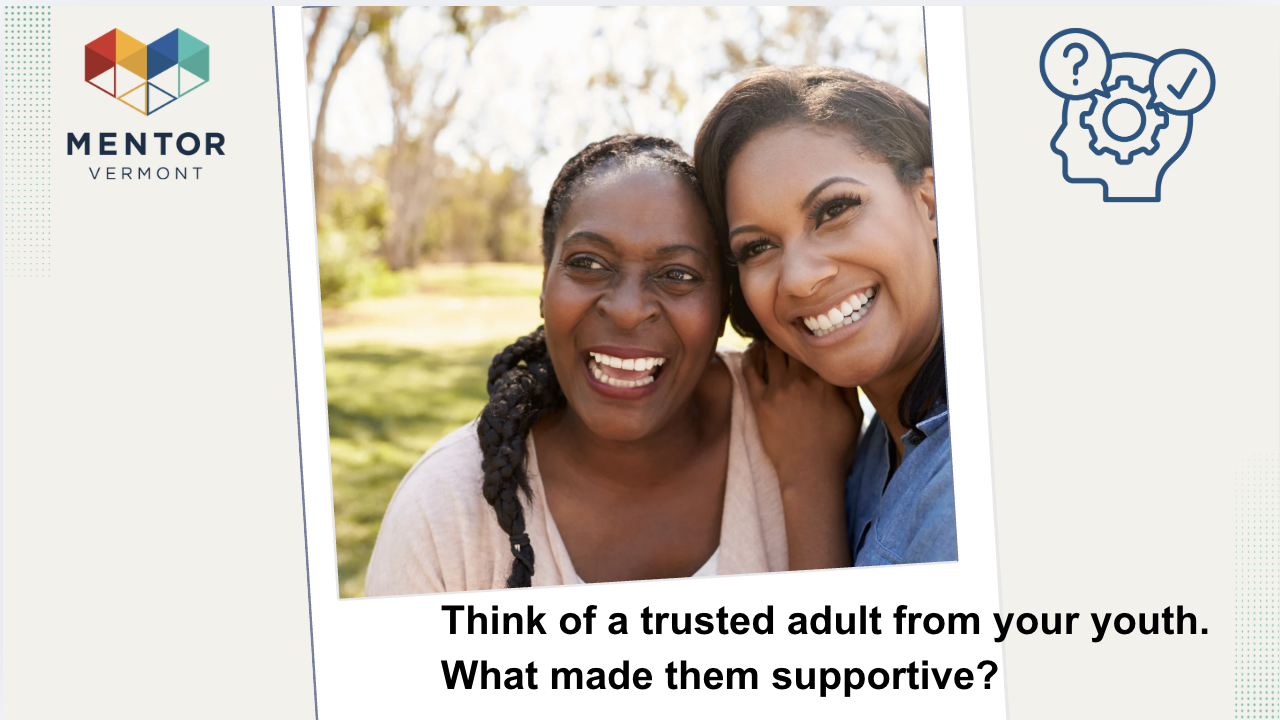 MENTOR
VERMONT
?
Think of a trusted adult from your youth.
What made them supportive?